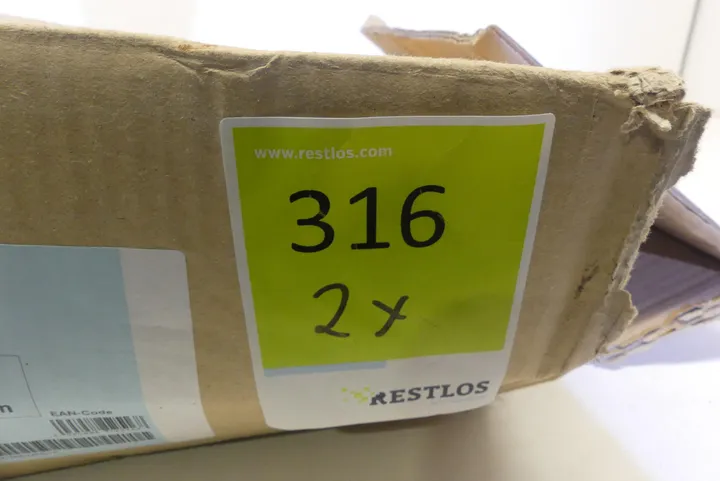 www.restlos.com
316
2x
RESTLOS
n
EAN-Code